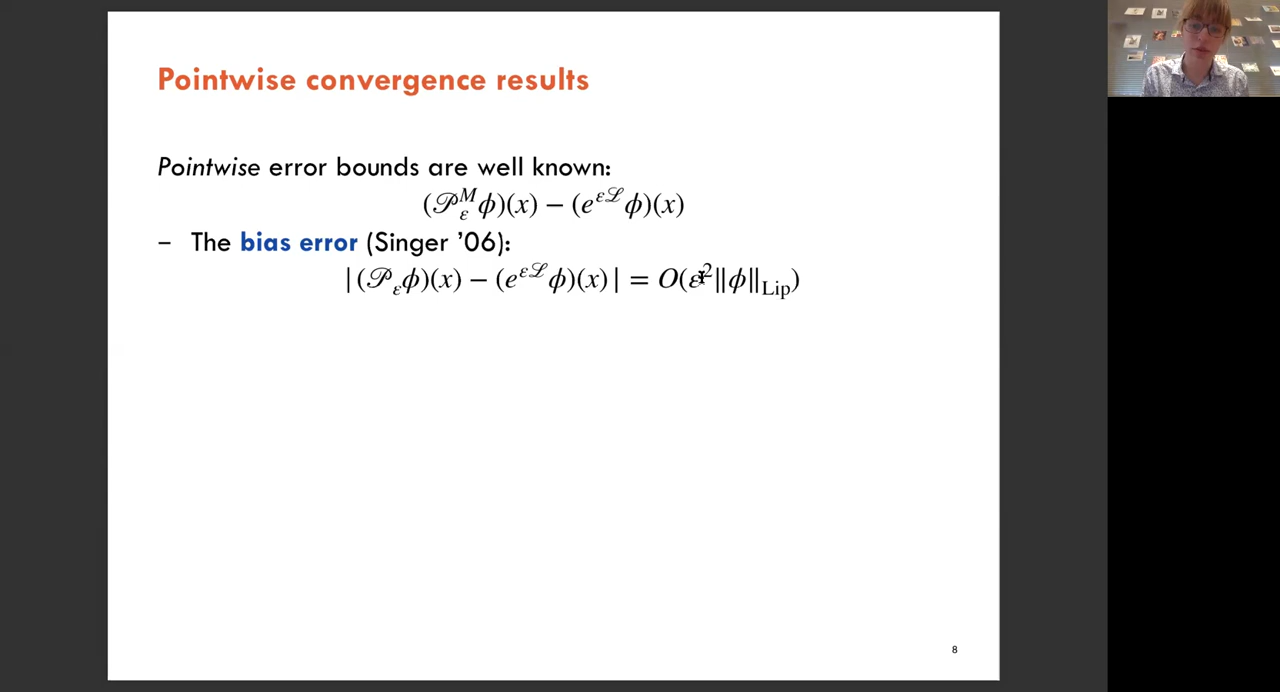 Pointwise convergence results
Pointwise error bounds are well known:
(𝒫_ε^M ϕ)(x) − (e^{εℒ} ϕ)(x)
− The bias error (Singer ’06):
|(𝒫_ε ϕ)(x) − (e^{εℒ} ϕ)(x)| = O(ε² ||ϕ||_Lip)
8